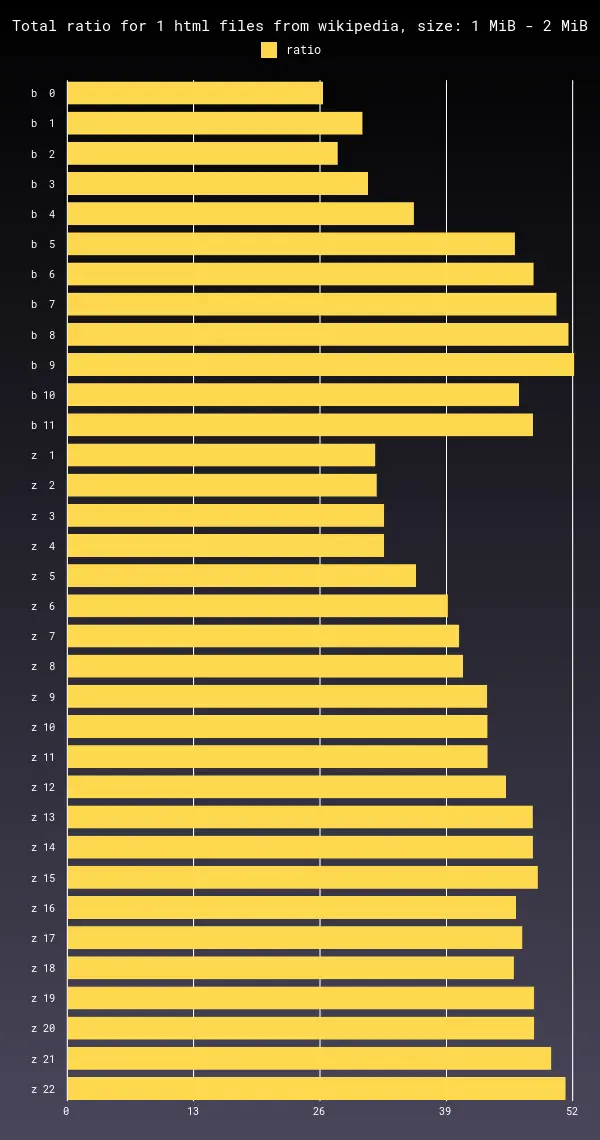 Total ratio for 1 html files from wikipedia, size: 1 MiB - 2 MiB
ratio
b 0
b 1
b 2
b 3
b 4
b 5
b 6
b 7
b 8
b 9
b 10
b 11
z 1
z 2
z 3
z 4
z 5
z 6
z 7
z 8
z 9
z 10
z 11
z 12
z 13
z 14
z 15
z 16
z 17
z 18
z 19
z 20
z 21
z 22
0 13 26 39 52